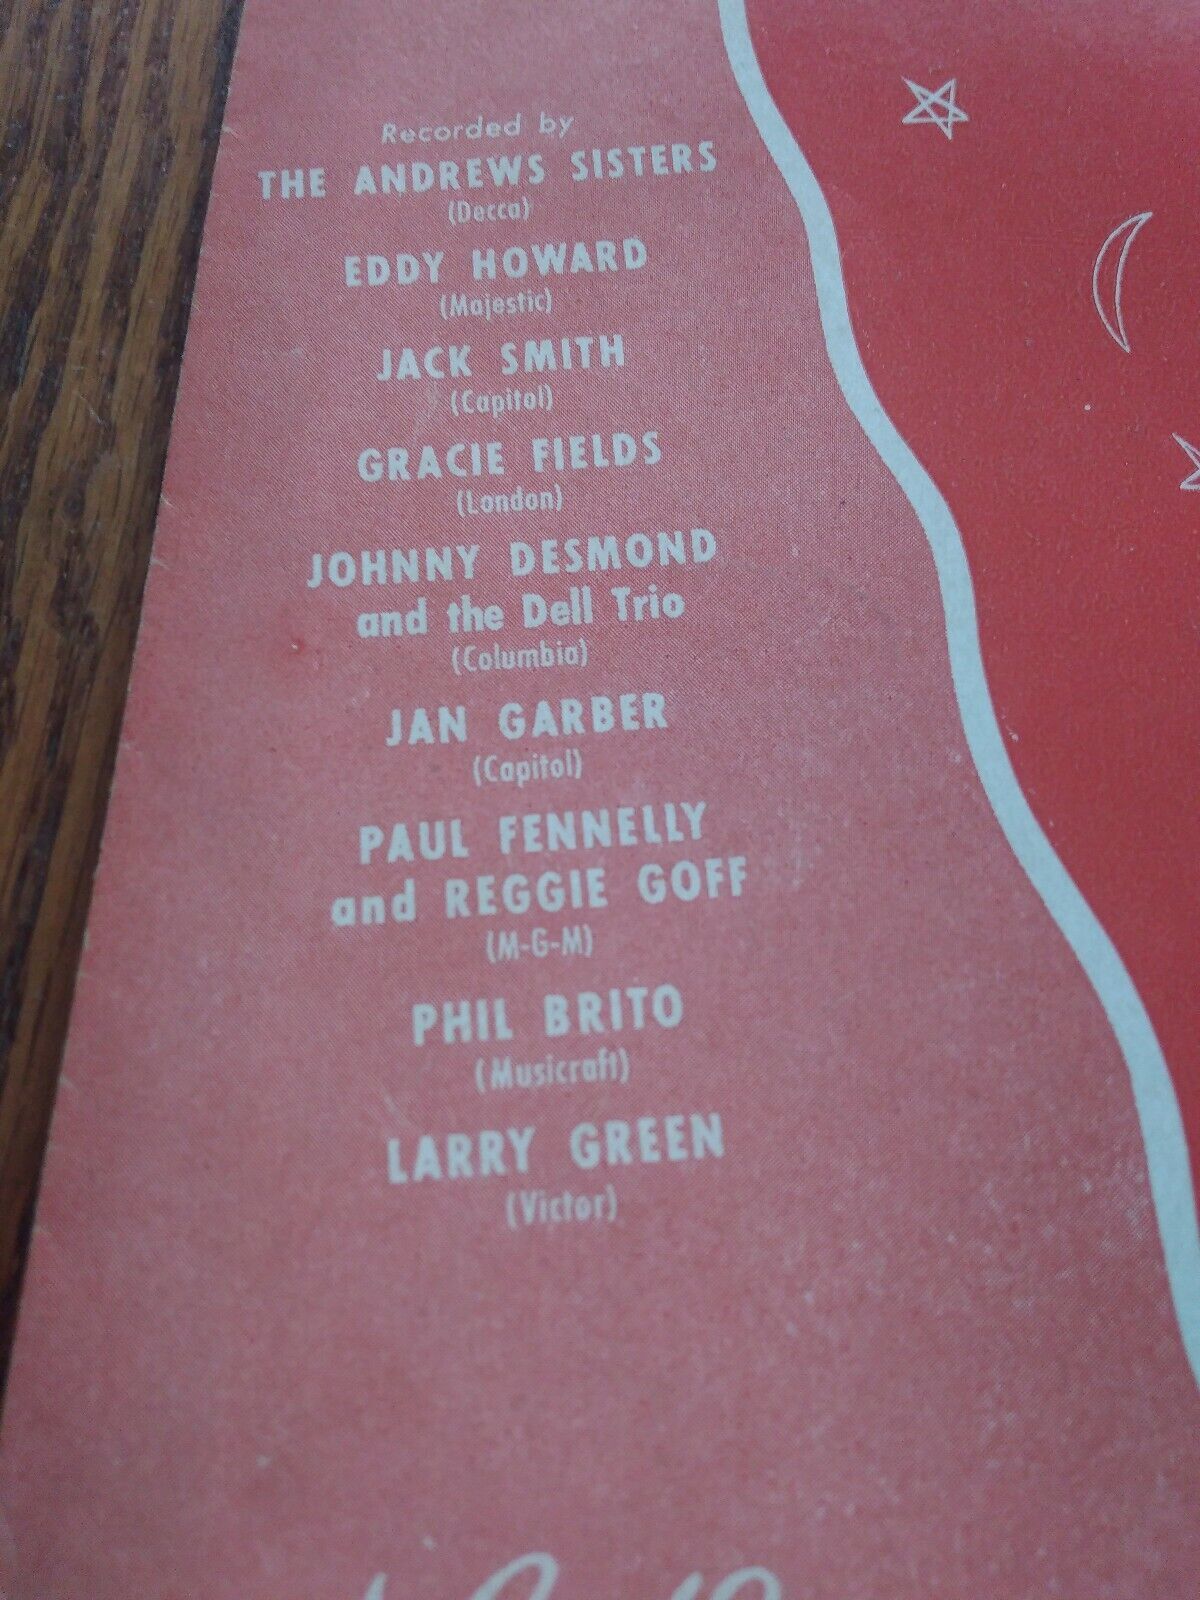 Recorded by
THE ANDREWS SISTERS
(Decca)
EDDY HOWARD
(Majestic)
JACK SMITH
(Capitol)
GRACIE FIELDS
(London)
JOHNNY DESMOND
and the Dell Trio
(Columbia)
JAN GARBER
(Capitol)
PAUL FENNELLY
and REGGIE GOFF
(M-G-M)
PHIL BRITO
(Musicraft)
LARRY GREEN
(Victor)